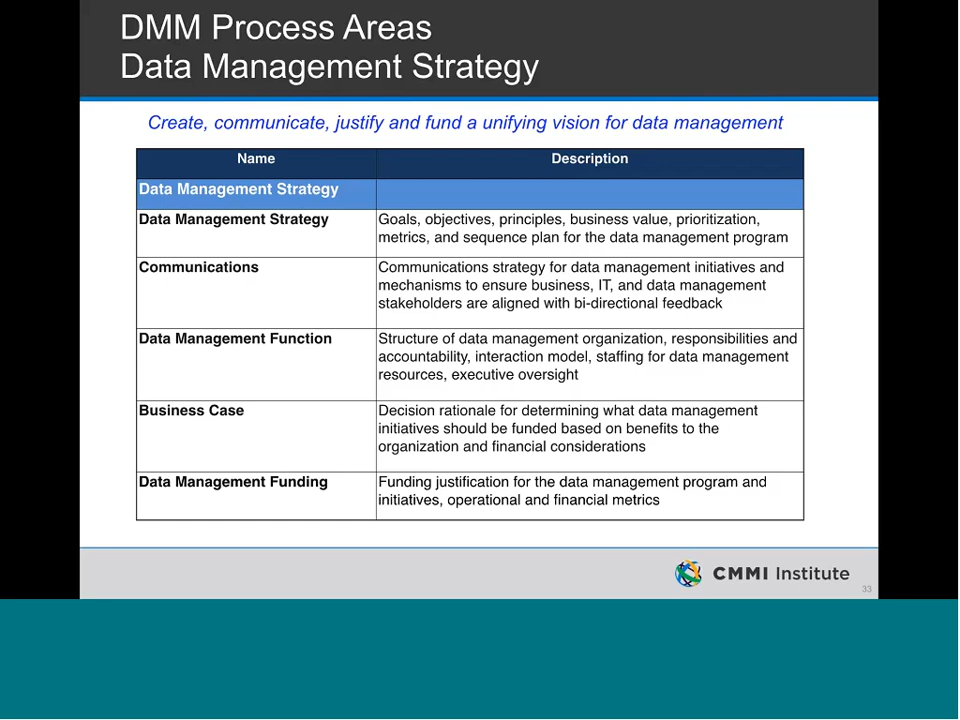 DMM Process Areas
Data Management Strategy
Create, communicate, justify and fund a unifying vision for data management
Name Description
Data Management Strategy
Data Management Strategy
Goals, objectives, principles, business value, prioritization,
metrics, and sequence plan for the data management program
Communications
Communications strategy for data management initiatives and
mechanisms to ensure business, IT, and data management
stakeholders are aligned with bi-directional feedback
Data Management Function
Structure of data management organization, responsibilities and
accountability, interaction model, staffing for data management
resources, executive oversight
Business Case
Decision rationale for determining what data management
initiatives should be funded based on benefits to the
organization and financial considerations
Data Management Funding
Funding justification for the data management program and
initiatives, operational and financial metrics
CMMI Institute
33